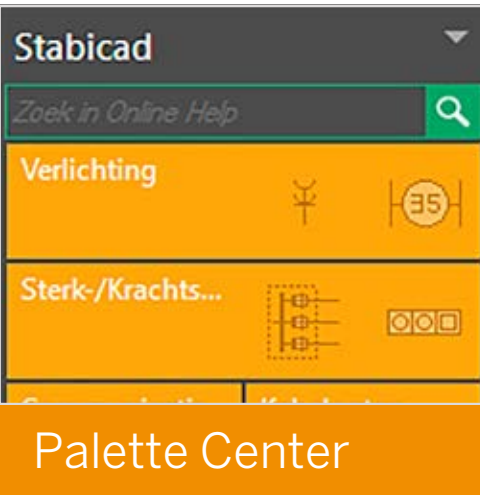 Stabicad
Zoek in Online Help
Verlichting
35
Sterk-/Krachts...
Palette Center